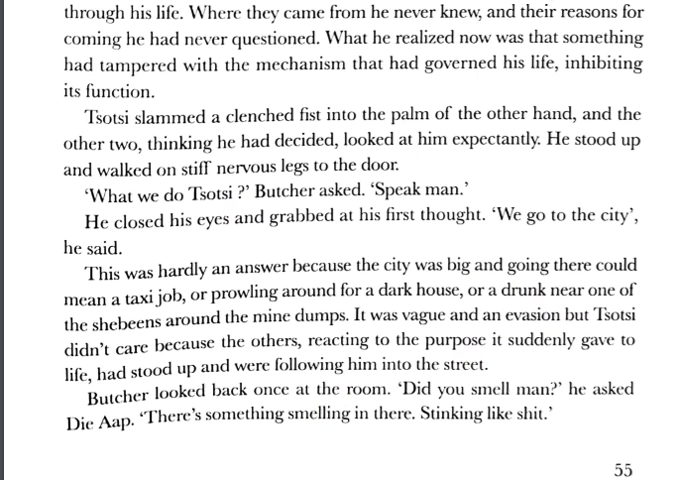 through his life. Where they came from he never knew, and their reasons for
coming he had never questioned. What he realized now was that something
had tampered with the mechanism that had governed his life, inhibiting
its function.
Tsotsi slammed a clenched fist into the palm of the other hand, and the
other two, thinking he had decided, looked at him expectantly. He stood up
and walked on stiff nervous legs to the door.
‘What we do Tsotsi ?’ Butcher asked. ‘Speak man.’
He closed his eyes and grabbed at his first thought. ‘We go to the city’,
he said.
This was hardly an answer because the city was big and going there could
mean a taxi job, or prowling around for a dark house, or a drunk near one of
the shebeens around the mine dumps. It was vague and an evasion but Tsotsi
didn’t care because the others, reacting to the purpose it suddenly gave to
life, had stood up and were following him into the street.
Butcher looked back once at the room. ‘Did you smell man?’ he asked
Die Aap. ‘There’s something smelling in there. Stinking like shit.’
55